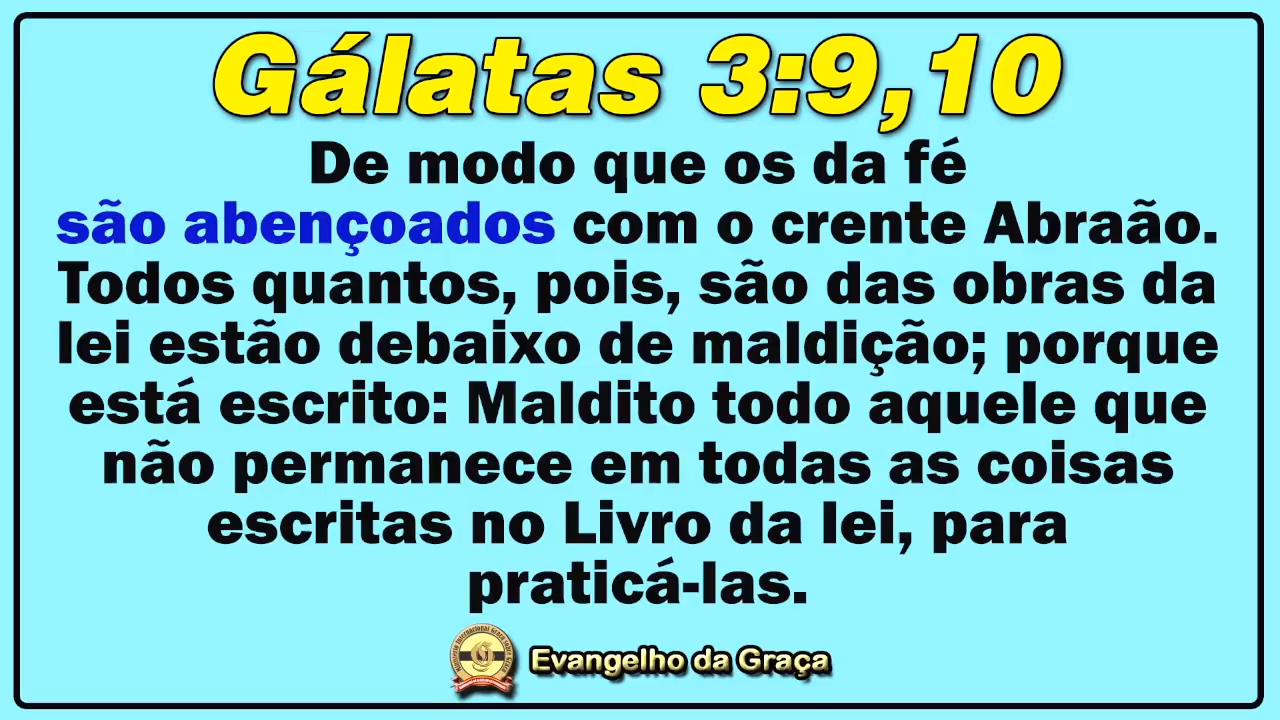 Gálatas 3:9,10
De modo que os da fé
são abençoados com o crente Abraão.
Todos quantos, pois, são das obras da
lei estão debaixo de maldição; porque
está escrito: Maldito todo aquele que
não permanece em todas as coisas
escritas no Livro da lei, para
praticá-las.
Evangelho da Graça